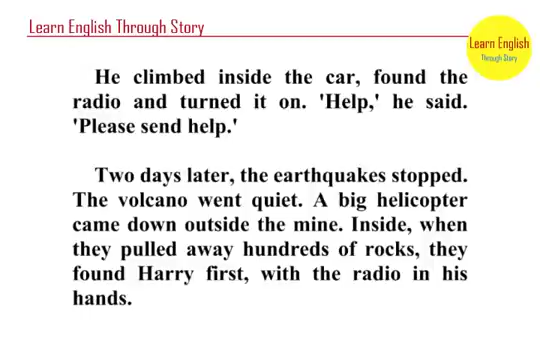 Learn English Through Story
Learn English
Through Story
He climbed inside the car, found the
radio and turned it on. 'Help,' he said.
'Please send help.'
Two days later, the earthquakes stopped.
The volcano went quiet. A big helicopter
came down outside the mine. Inside, when
they pulled away hundreds of rocks, they
found Harry first, with the radio in his
hands.